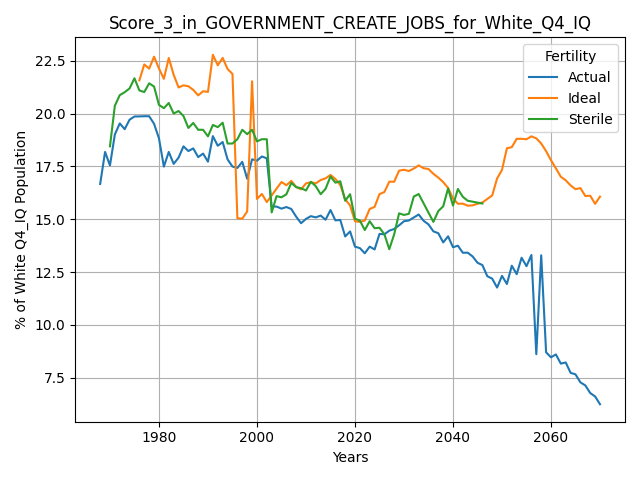 Score_3_in_GOVERNMENT_CREATE_JOBS_for_White_Q4_IQ
Fertility
Actual
Ideal
Sterile
% of White Q4_IQ Population
22.5
20.0
17.5
15.0
12.5
10.0
7.5
1980
2000
2020
2040
2060
Years